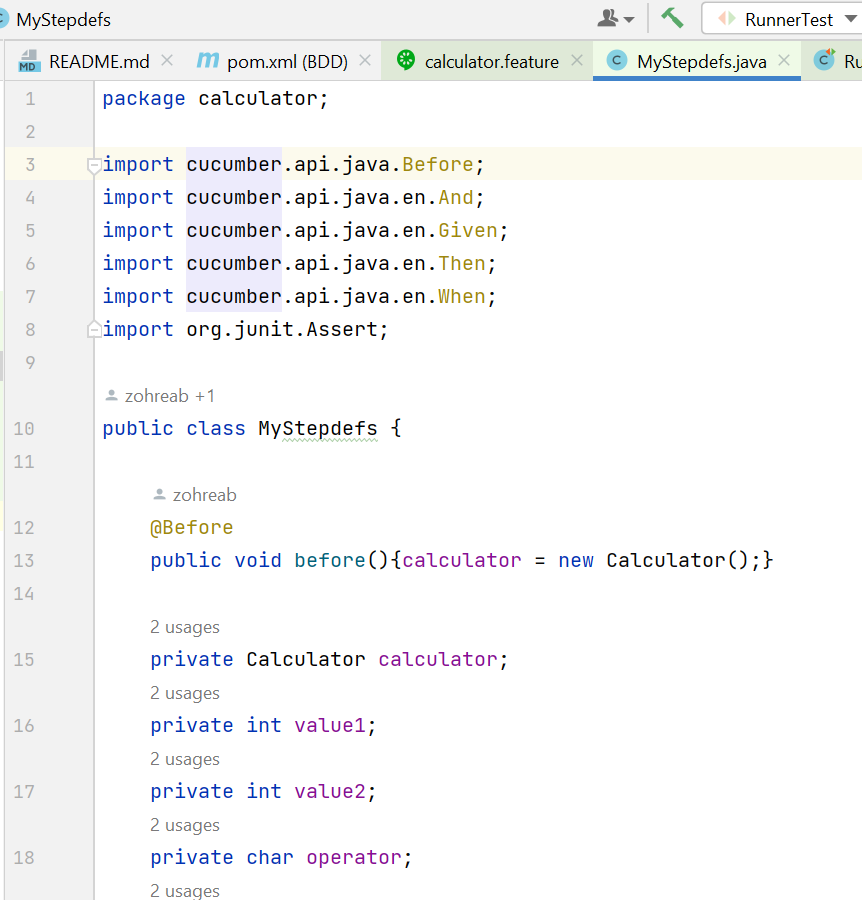 MyStepdefs
RunnerTest
README.md
pom.xml (BDD)
calculator.feature
MyStepdefs.java
Ru
1 package calculator;
2
3 import cucumber.api.java.Before;
4 import cucumber.api.java.en.And;
5 import cucumber.api.java.en.Given;
6 import cucumber.api.java.en.Then;
7 import cucumber.api.java.en.When;
8 import org.junit.Assert;
9
zohreab +1
10 public class MyStepdefs {
11
zohreab
12 @Before
13 public void before(){calculator = new Calculator();}
14
2 usages
15 private Calculator calculator;
2 usages
16 private int value1;
2 usages
17 private int value2;
2 usages
18 private char operator;
2 usages